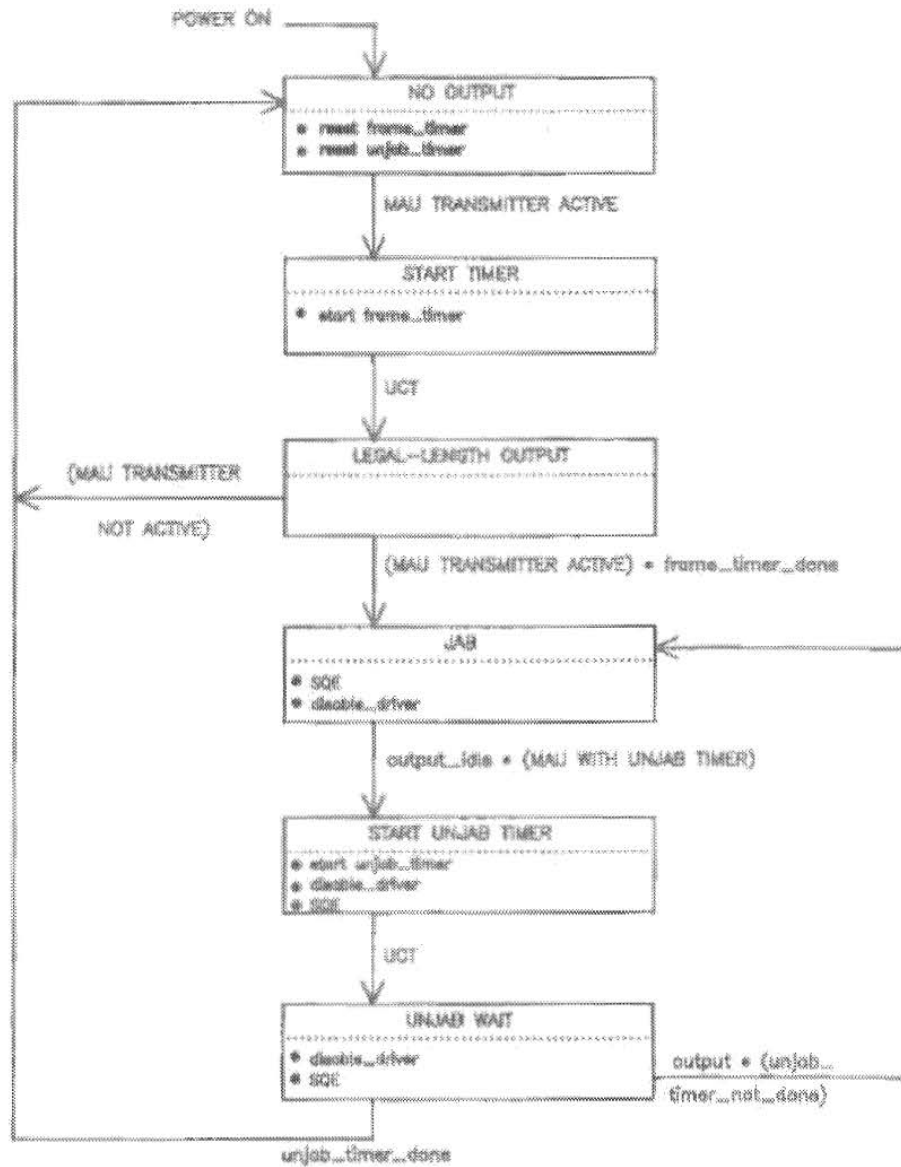 POWER ON
NO OUTPUT
• reset frame_timer
• reset unjab_timer
MAU TRANSMITTER ACTIVE
START TIMER
• start frame_timer
UCT
LEGAL-LENGTH OUTPUT
(MAU TRANSMITTER
NOT ACTIVE)
(MAU TRANSMITTER ACTIVE) * frame_timer_done
JAB
• SQE
• disable_driver
output_idle * (MAU WITH UNJAB TIMER)
START UNJAB TIMER
• start unjab_timer
• disable_driver
• SQE
UCT
UNJAB WAIT
• disable_driver
• SQE
output * (unjab_
timer_not_done)
unjab_timer_done